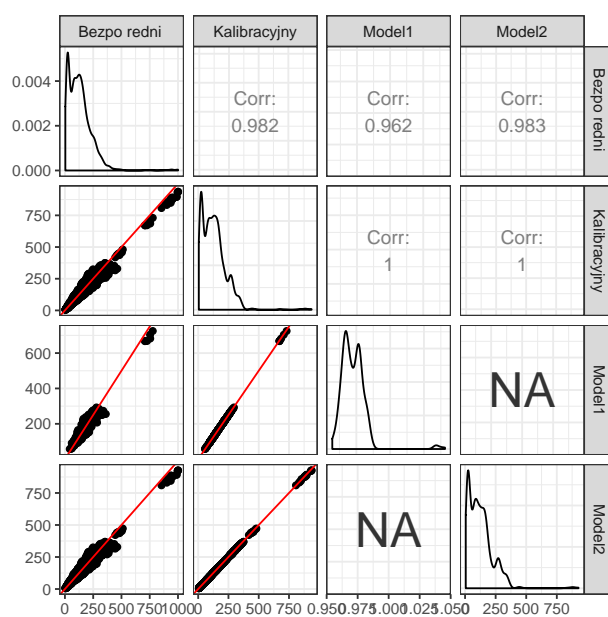 Bezpo redni Kalibracyjny Model1 Model2
0.004
0.002
0.000
Corr:
0.982
Corr:
0.962
Corr:
0.983
Bezpo redni
750
500
250
0
Corr:
1
Corr:
1
Kalibracyjny
600
400
200
NA
Model1
750
500
250
0
NA
Model2
0 250 500 750 1000
0 250 500 750
0.950 0.975 1.000 1.025 1.050
0 250 500 750